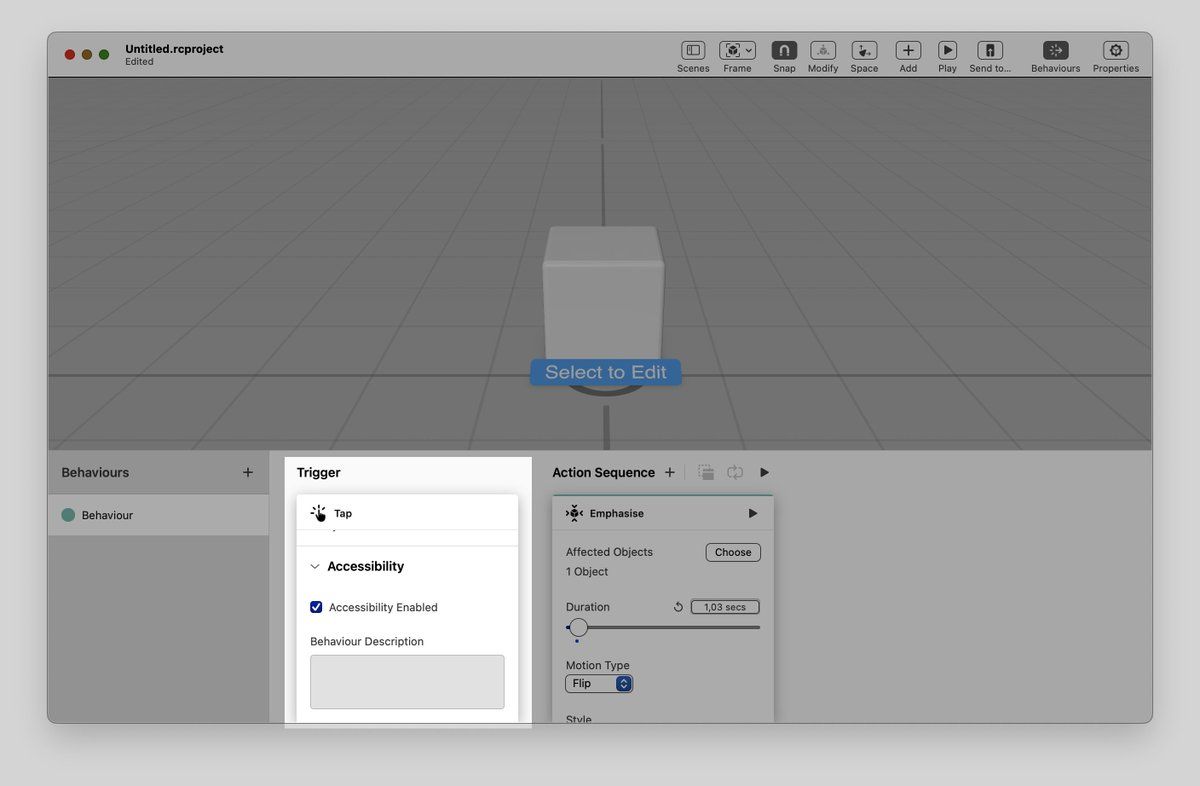 Untitled.rcproject
Edited
Scenes Frame Snap Modify Space Add Play Send to... Behaviours Properties
Select to Edit
Behaviours
Behaviour
Trigger
Tap
Accessibility
Accessibility Enabled
Behaviour Description
Action Sequence
Emphasise
Affected Objects Choose
1 Object
Duration 1,03 secs
Motion Type
Flip
Style